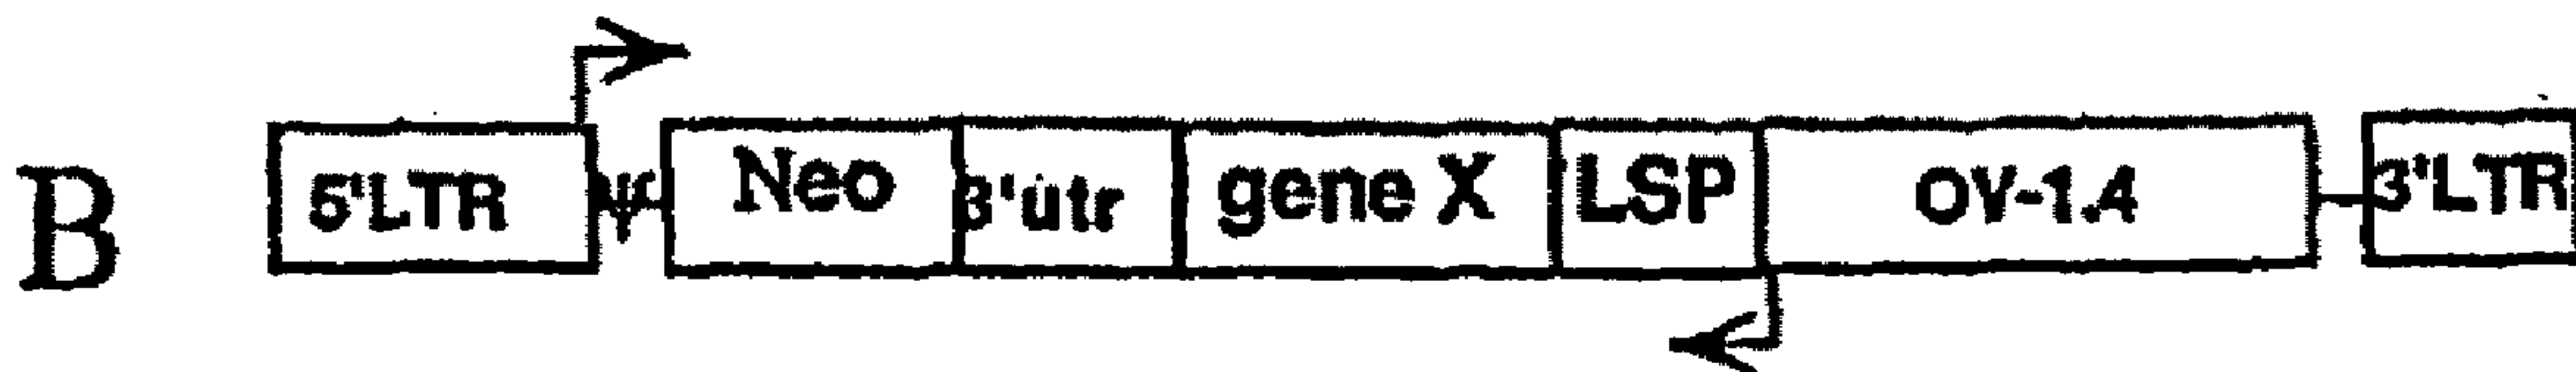 B 5'LTR Ψ Neo 3'utr gene X LSP OV-1.4 3'LTR